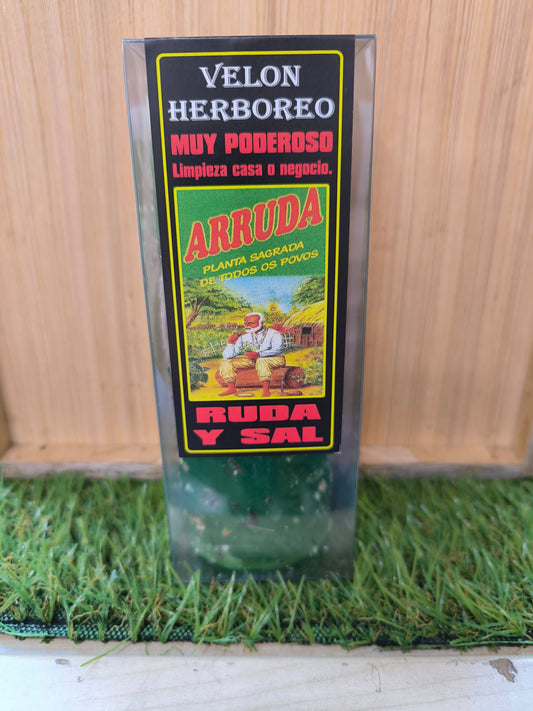 VELON
HERBOREO
MUY PODEROSO
Limpieza casa o negocio.
ARRUDA
PLANTA SAGRADA
DE TODOS OS POVOS
RUDA
Y SAL